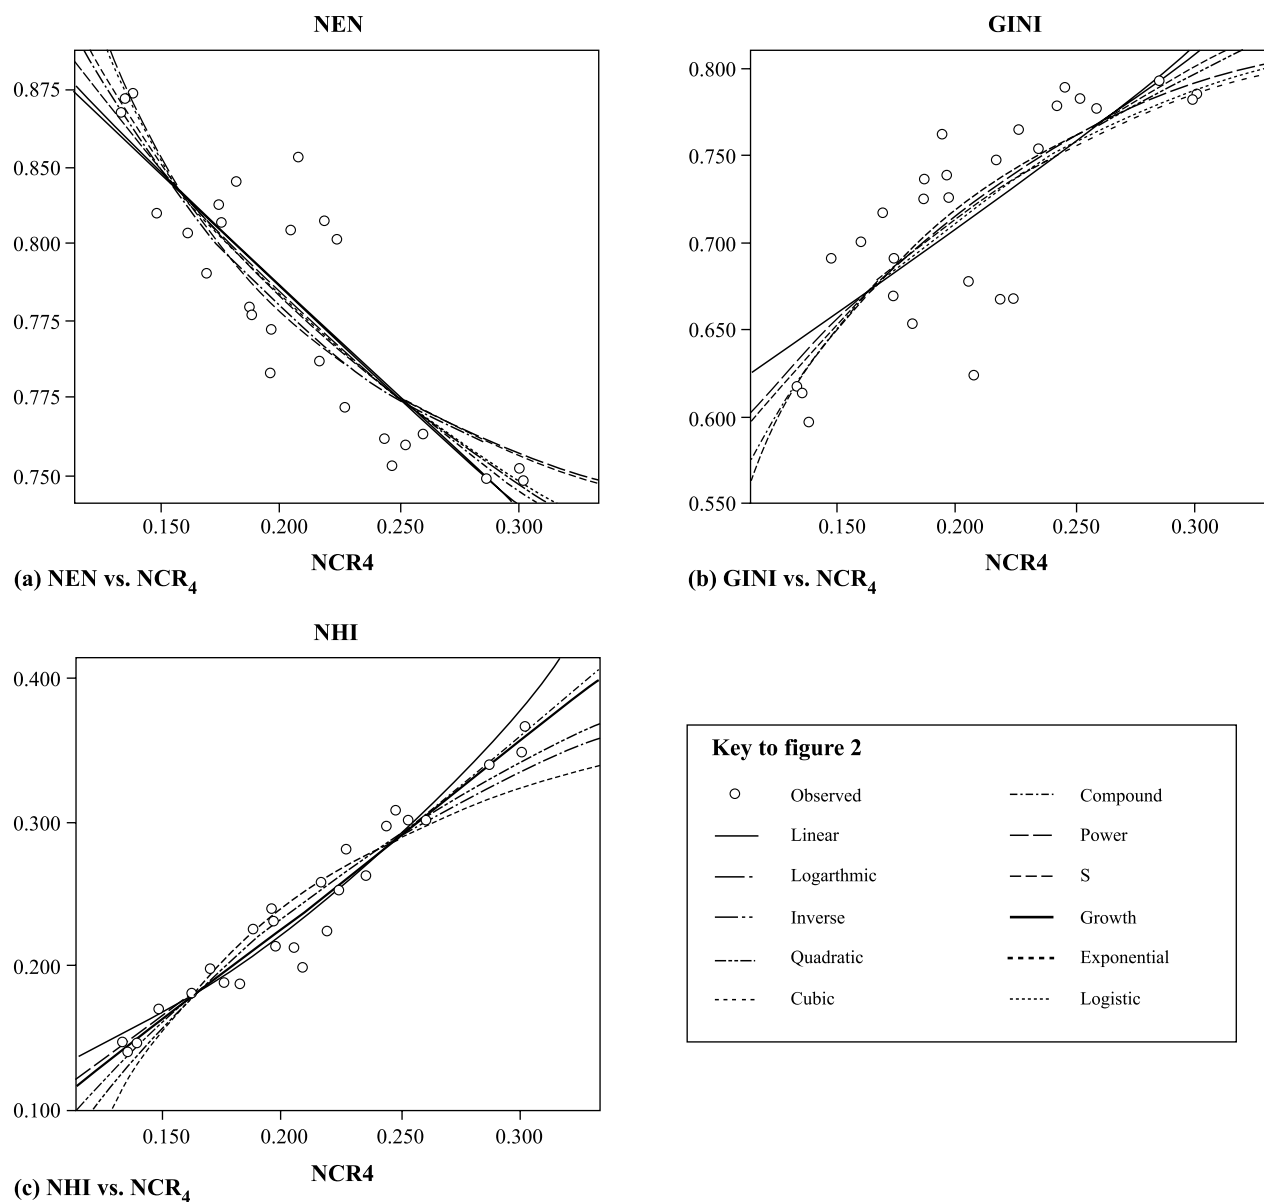 NEN
0.875
0.850
0.800
0.775
0.775
0.750
0.150 0.200 0.250 0.300
NCR4
(a) NEN vs. NCR4
GINI
0.800
0.750
0.700
0.650
0.600
0.550
0.150 0.200 0.250 0.300
NCR4
(b) GINI vs. NCR4
NHI
0.400
0.300
0.200
0.100
0.150 0.200 0.250 0.300
NCR4
(c) NHI vs. NCR4
Key to figure 2
Observed
Linear
Logarthmic
Inverse
Quadratic
Cubic
Compound
Power
S
Growth
Exponential
Logistic